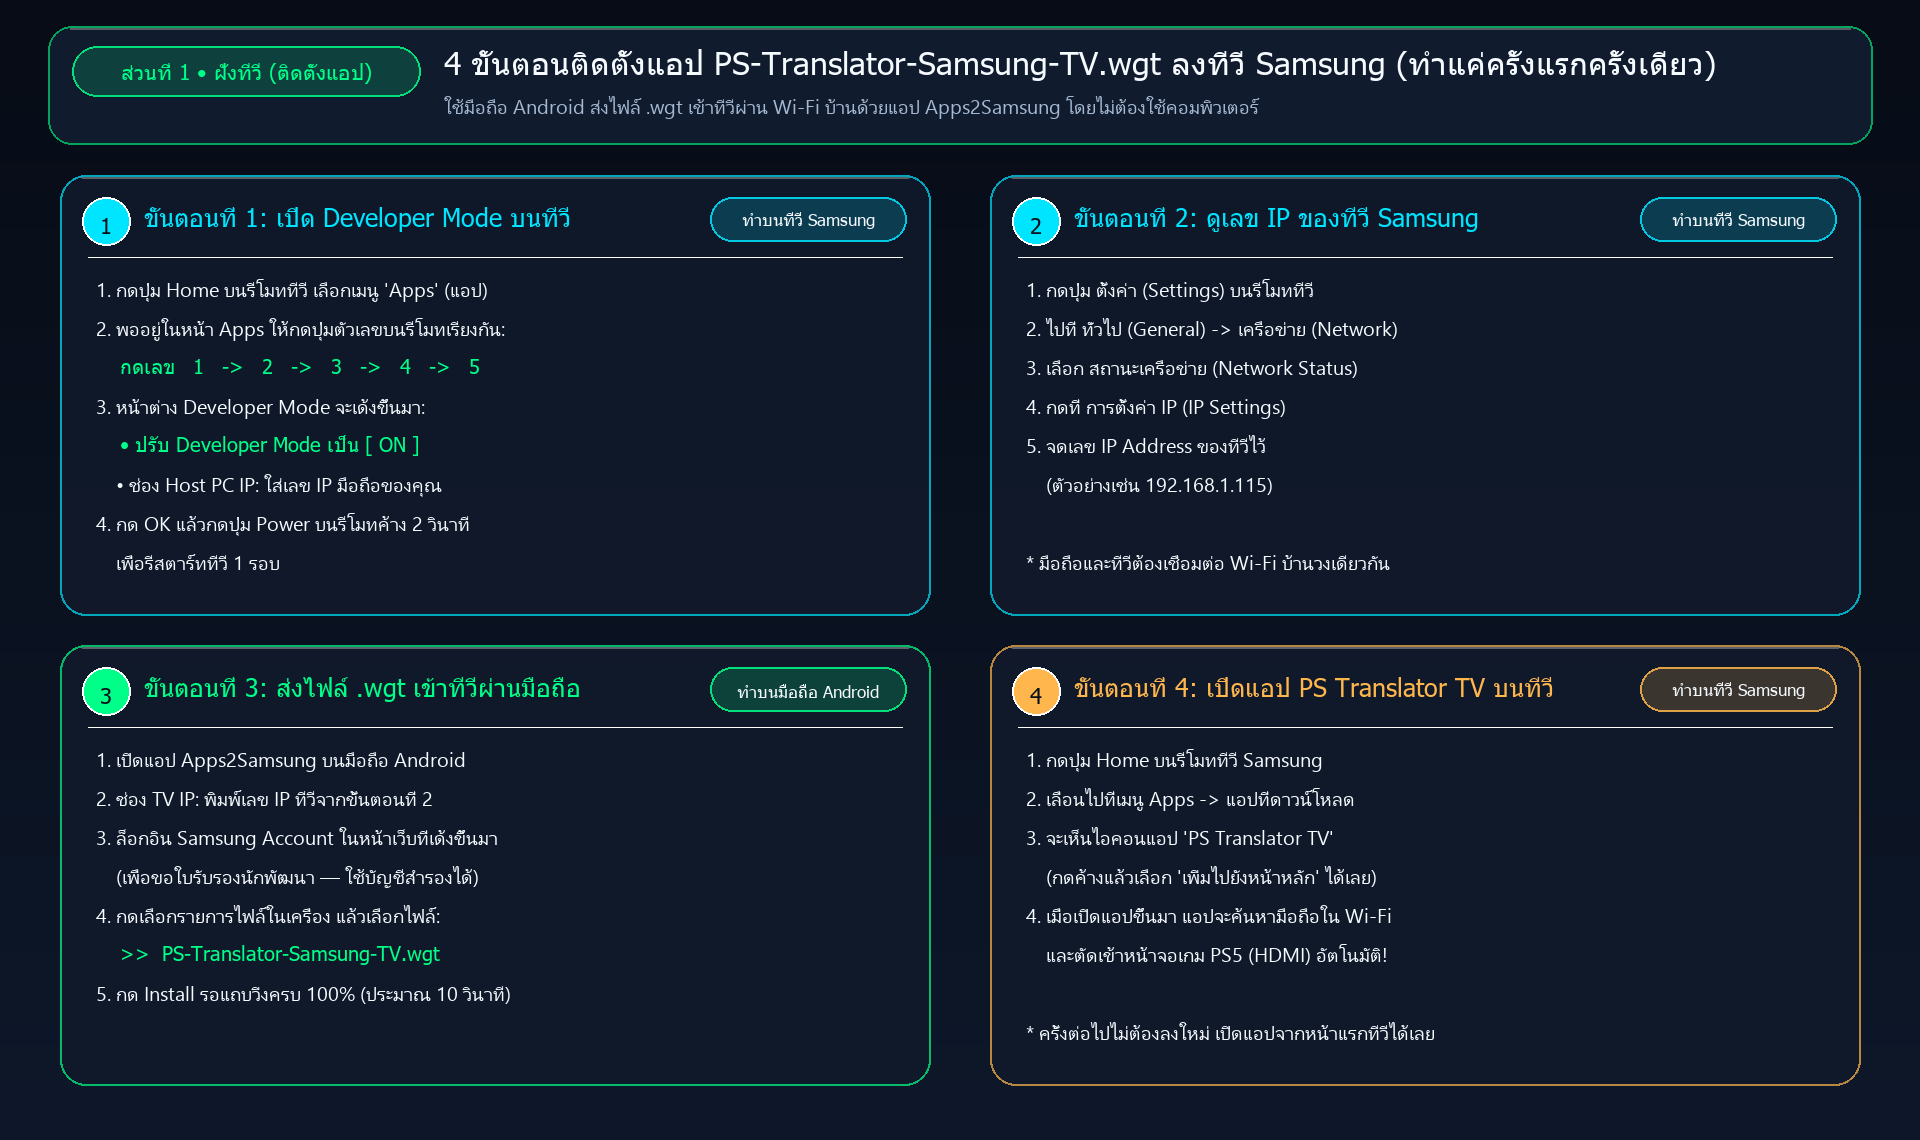 ส่วนที่ 1 • ฝั่งทีวี (ติดตั้งแอป)
4 ขั้นตอนติดตั้งแอป PS-Translator-Samsung-TV.wgt ลงทีวี Samsung (ทำแค่ครั้งแรกครั้งเดียว)
ใช้มือถือ Android ส่งไฟล์ .wgt เข้าทีวีผ่าน Wi-Fi บ้านด้วยแอป Apps2Samsung โดยไม่ต้องใช้คอมพิวเตอร์
1
ขั้นตอนที่ 1: เปิด Developer Mode บนทีวี
ทำบนทีวี Samsung
1. กดปุ่ม Home บนรีโมททีวี เลือกเมนู 'Apps' (แอป)
2. พออยู่ในหน้า Apps ให้กดปุ่มตัวเลขบนรีโมทเรียงกัน:
กดเลข 1 -> 2 -> 3 -> 4 -> 5
3. หน้าต่าง Developer Mode จะเด้งขึ้นมา:
• ปรับ Developer Mode เป็น [ ON ]
• ช่อง Host PC IP: ใส่เลข IP มือถือของคุณ
4. กด OK แล้วกดปุ่ม Power บนรีโมทค้าง 2 วินาที
เพื่อรีสตาร์ททีวี 1 รอบ
2
ขั้นตอนที่ 2: ดูเลข IP ของทีวี Samsung
ทำบนทีวี Samsung
1. กดปุ่ม ตั้งค่า (Settings) บนรีโมททีวี
2. ไปที่ ทั่วไป (General) -> เครือข่าย (Network)
3. เลือก สถานะเครือข่าย (Network Status)
4. กดที่ การตั้งค่า IP (IP Settings)
5. จดเลข IP Address ของทีวีไว้
(ตัวอย่างเช่น 192.168.1.115)
* มือถือและทีวีต้องเชื่อมต่อ Wi-Fi บ้านวงเดียวกัน
3
ขั้นตอนที่ 3: ส่งไฟล์ .wgt เข้าทีวีผ่านมือถือ
ทำบนมือถือ Android
1. เปิดแอป Apps2Samsung บนมือถือ Android
2. ช่อง TV IP: พิมพ์เลข IP ทีวีจากขั้นตอนที่ 2
3. ล็อกอิน Samsung Account ในหน้าเว็บที่เด้งขึ้นมา
(เพื่อขอใบรับรองนักพัฒนา — ใช้บัญชีสำรองได้)
4. กดเลือกรายการไฟล์ในเครื่อง แล้วเลือกไฟล์:
>> PS-Translator-Samsung-TV.wgt
5. กด Install รอแถบวิ่งครบ 100% (ประมาณ 10 วินาที)
4
ขั้นตอนที่ 4: เปิดแอป PS Translator TV บนทีวี
ทำบนทีวี Samsung
1. กดปุ่ม Home บนรีโมททีวี Samsung
2. เลื่อนไปที่เมนู Apps -> แอปที่ดาวน์โหลด
3. จะเห็นไอคอนแอป 'PS Translator TV'
(กดค้างแล้วเลือก 'เพิ่มไปยังหน้าหลัก' ได้เลย)
4. เมื่อเปิดแอปขึ้นมา แอปจะค้นหามือถือใน Wi-Fi
และตัดเข้าหน้าจอเกม PS5 (HDMI) อัตโนมัติ!
* ครั้งต่อไปไม่ต้องลงใหม่ เปิดแอปจากหน้าแรกทีวีได้เลย